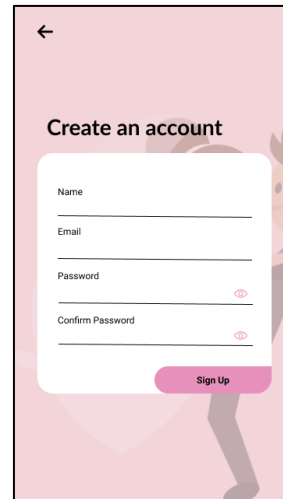 Create an account
Name
Email
Password
Confirm Password
Sign Up